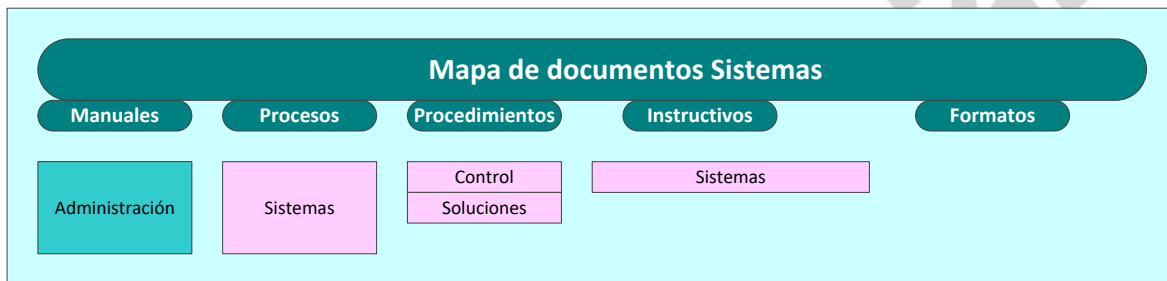 Mapa de documentos Sistemas
Manuales
Procesos
Procedimientos
Instructivos
Formatos
Administración
Sistemas
Control
Soluciones
Sistemas